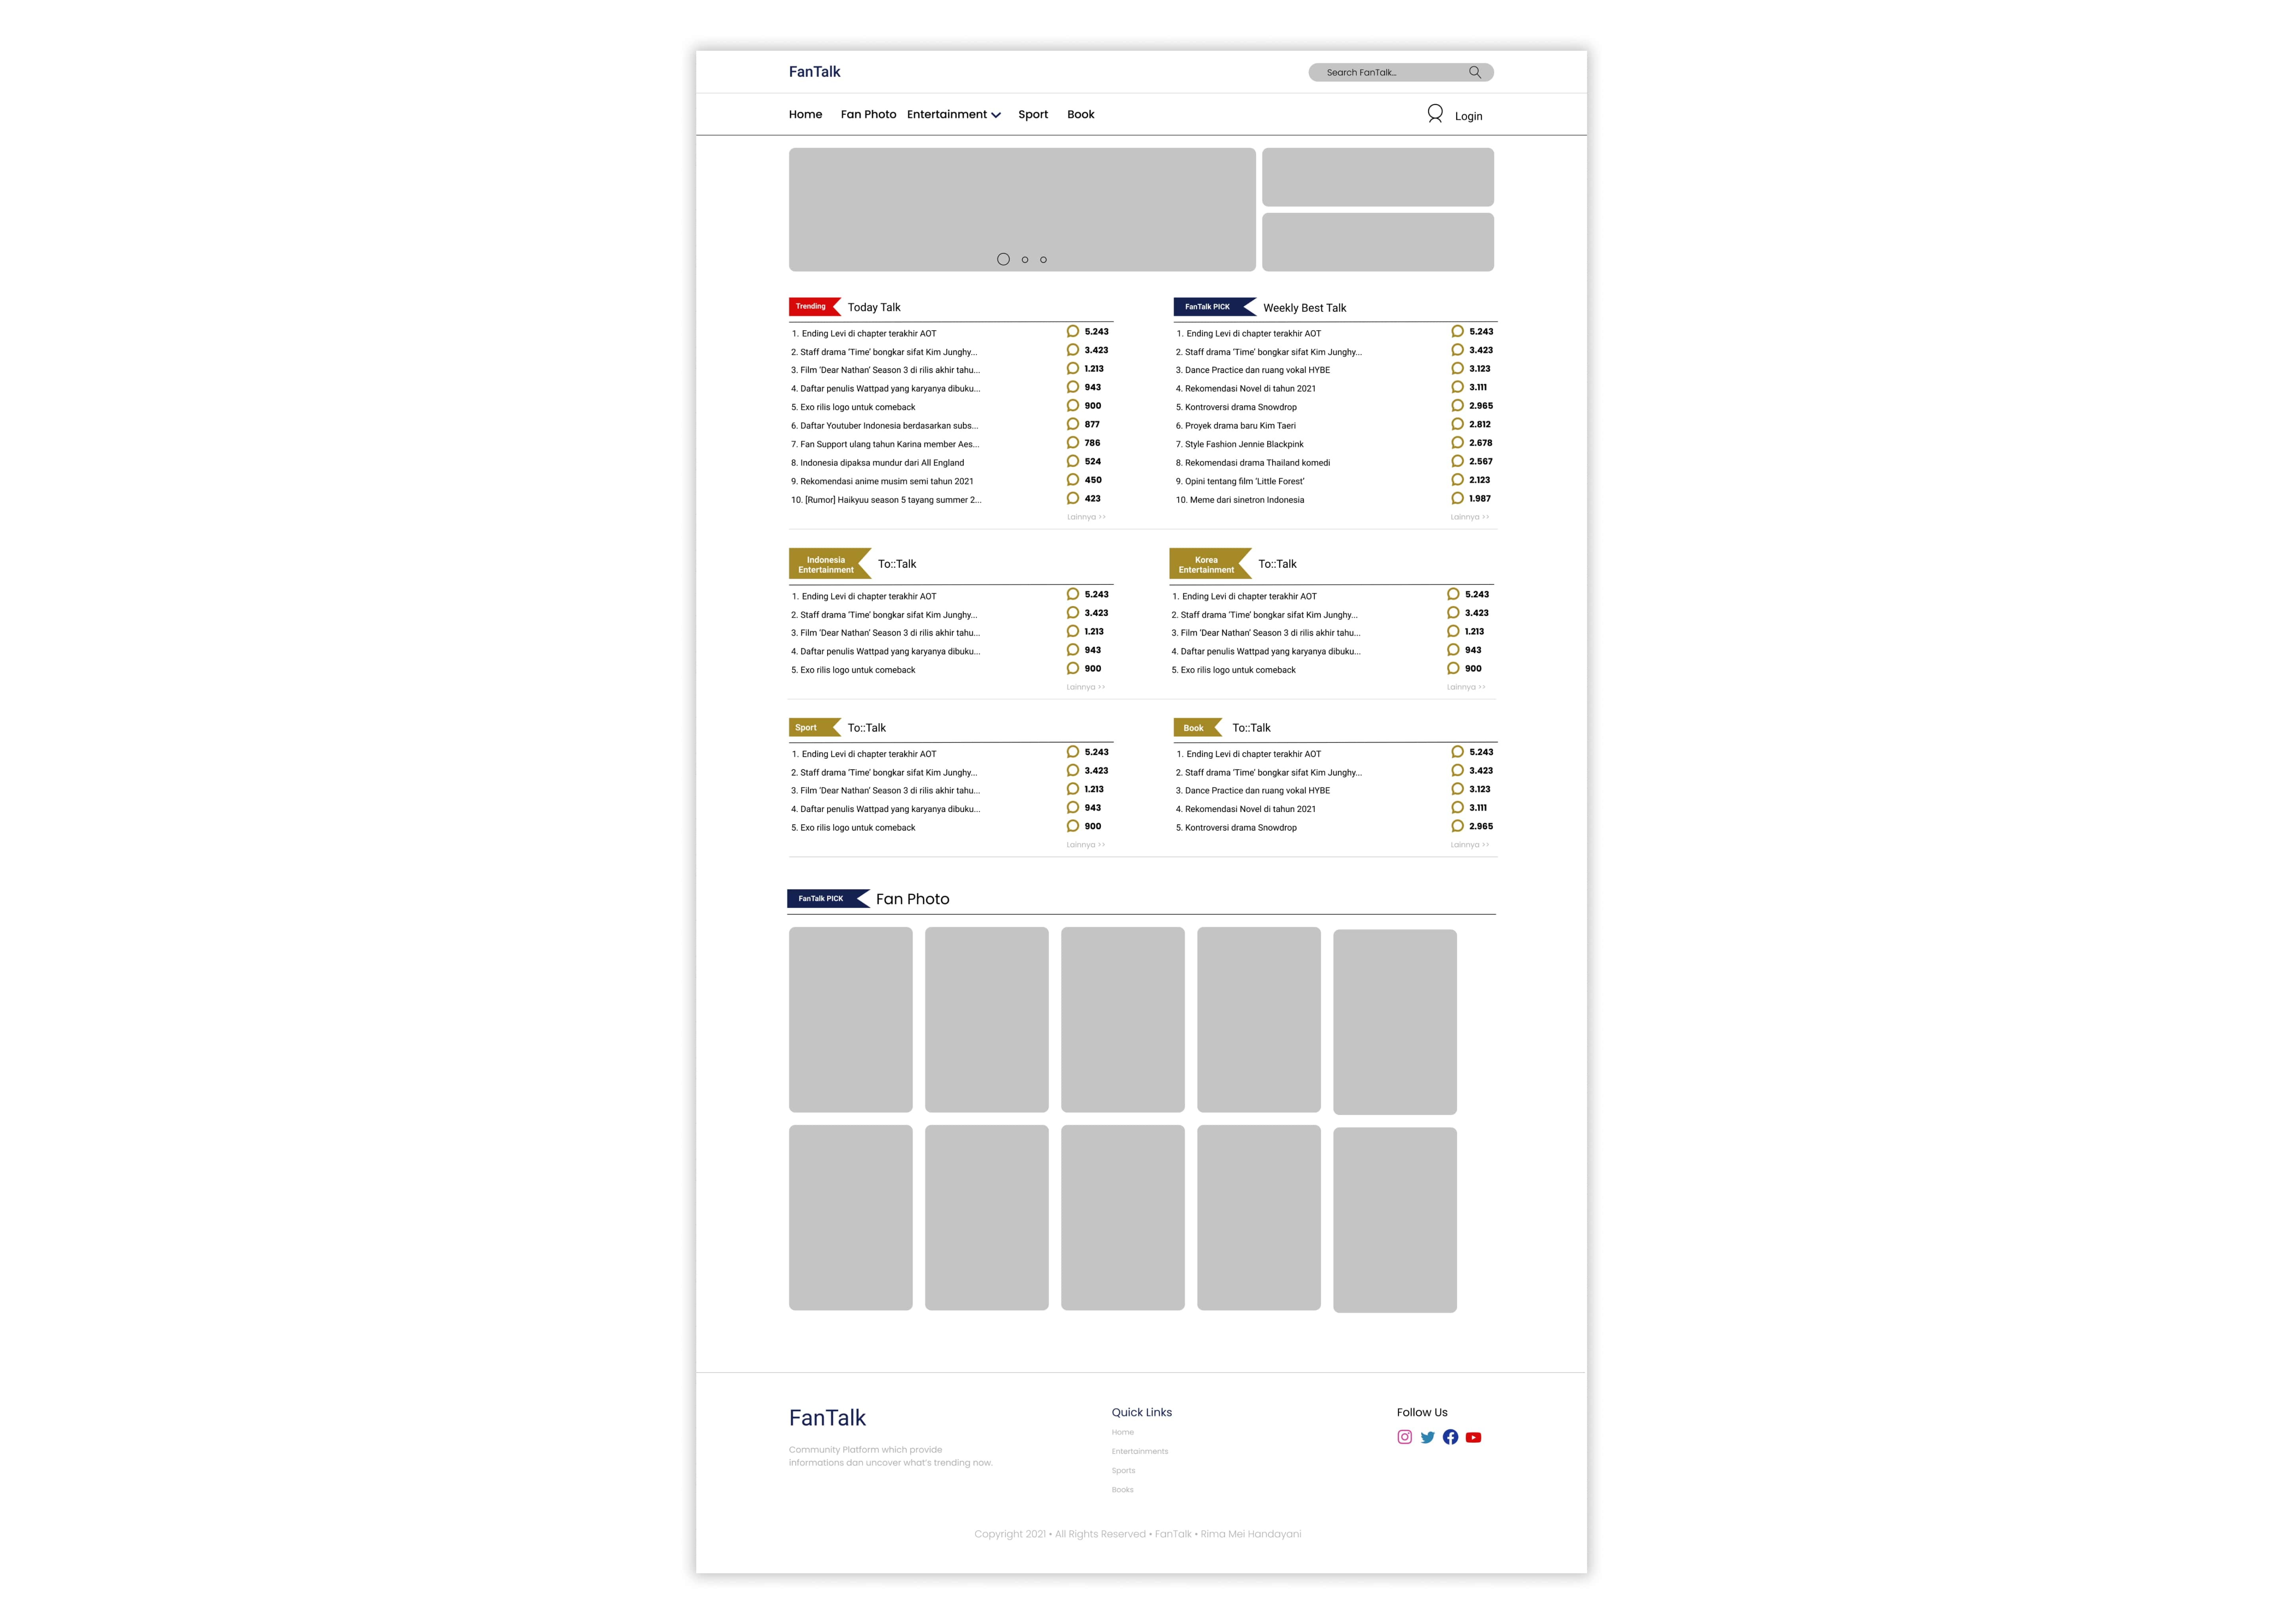 FanTalk
Search FanTalk...
Home Fan Photo Entertainment Sport Book
Login
Trending Today Talk
1. Ending Levi di chapter terakhir AOT 5.243
2. Staff drama ‘Time’ bongkar sifat Kim Junghy... 3.423
3. Film ‘Dear Nathan’ Season 3 di rilis akhir tahu... 1.213
4. Daftar penulis Wattpad yang karyanya dibuku... 943
5. Exo rilis logo untuk comeback 900
6. Daftar Youtuber Indonesia berdasarkan subs... 877
7. Fan Support ulang tahun Karina member Aes... 786
8. Indonesia dipaksa mundur dari All England 524
9. Rekomendasi anime musim semi tahun 2021 450
10. [Rumor] Haikyuu season 5 tayang summer 2... 423
Lainnya >>
FanTalk PICK Weekly Best Talk
1. Ending Levi di chapter terakhir AOT 5.243
2. Staff drama ‘Time’ bongkar sifat Kim Junghy... 3.423
3. Dance Practice dan ruang vokal HYBE 3.123
4. Rekomendasi Novel di tahun 2021 3.111
5. Kontroversi drama Snowdrop 2.965
6. Proyek drama baru Kim Taeri 2.812
7. Style Fashion Jennie Blackpink 2.678
8. Rekomendasi drama Thailand komedi 2.567
9. Opini tentang film ‘Little Forest’ 2.123
10. Meme dari sinetron Indonesia 1.987
Lainnya >>
Indonesia
Entertainment
To::Talk
1. Ending Levi di chapter terakhir AOT 5.243
2. Staff drama ‘Time’ bongkar sifat Kim Junghy... 3.423
3. Film ‘Dear Nathan’ Season 3 di rilis akhir tahu... 1.213
4. Daftar penulis Wattpad yang karyanya dibuku... 943
5. Exo rilis logo untuk comeback 900
Lainnya >>
Korea
Entertainment
To::Talk
1. Ending Levi di chapter terakhir AOT 5.243
2. Staff drama ‘Time’ bongkar sifat Kim Junghy... 3.423
3. Film ‘Dear Nathan’ Season 3 di rilis akhir tahu... 1.213
4. Daftar penulis Wattpad yang karyanya dibuku... 943
5. Exo rilis logo untuk comeback 900
Lainnya >>
Sport To::Talk
1. Ending Levi di chapter terakhir AOT 5.243
2. Staff drama ‘Time’ bongkar sifat Kim Junghy... 3.423
3. Film ‘Dear Nathan’ Season 3 di rilis akhir tahu... 1.213
4. Daftar penulis Wattpad yang karyanya dibuku... 943
5. Exo rilis logo untuk comeback 900
Lainnya >>
Book To::Talk
1. Ending Levi di chapter terakhir AOT 5.243
2. Staff drama ‘Time’ bongkar sifat Kim Junghy... 3.423
3. Dance Practice dan ruang vokal HYBE 3.123
4. Rekomendasi Novel di tahun 2021 3.111
5. Kontroversi drama Snowdrop 2.965
Lainnya >>
FanTalk PICK Fan Photo
FanTalk
Community Platform which provide
informations dan uncover what's trending now.
Quick Links
Home
Entertainments
Sports
Books
Follow Us
Copyright 2021 • All Rights Reserved • FanTalk • Rima Mei Handayani